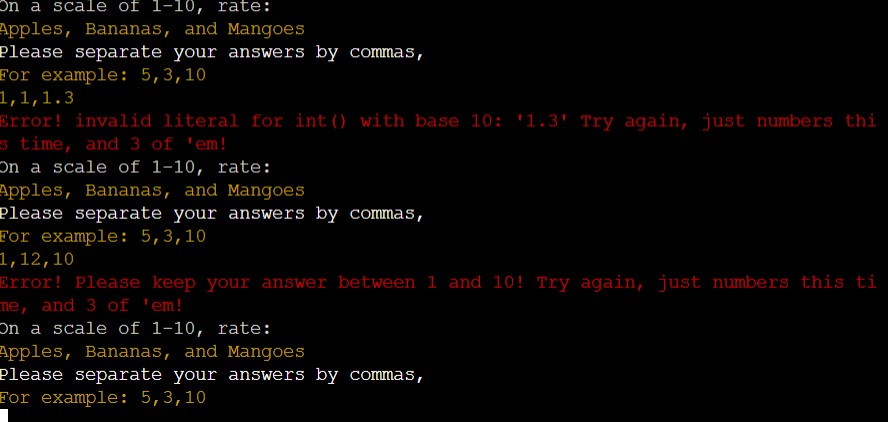 On a scale of 1-10, rate:
Apples, Bananas, and Mangoes
Please separate your answers by commas,
For example: 5,3,10
1,1,1.3
Error! invalid literal for int() with base 10: '1.3' Try again, just numbers thi
s time, and 3 of 'em!
On a scale of 1-10, rate:
Apples, Bananas, and Mangoes
Please separate your answers by commas,
For example: 5,3,10
1,12,10
Error! Please keep your answer between 1 and 10! Try again, just numbers this ti
me, and 3 of 'em!
On a scale of 1-10, rate:
Apples, Bananas, and Mangoes
Please separate your answers by commas,
For example: 5,3,10